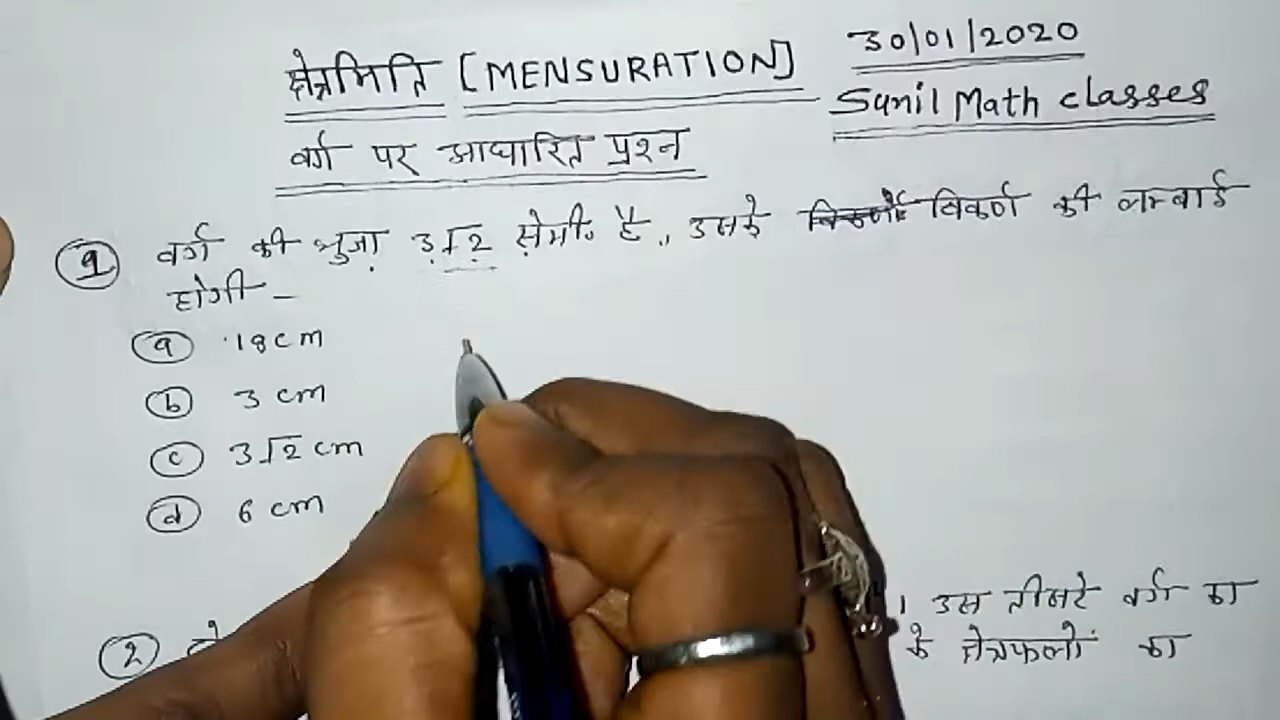 क्षेत्रमिति [MENSURATION] 30/01/2020
Sunil Math classes
वर्ग पर आधारित प्रश्न
1 वर्ग की भुजा 3√2 सेमी. है, उसके विकर्ण की लम्बाई
होगी -
a 18 cm
b 3 cm
c 3√2 cm
d 6 cm
2 । उस तीसरे वर्ग का
के क्षेत्रफलों का